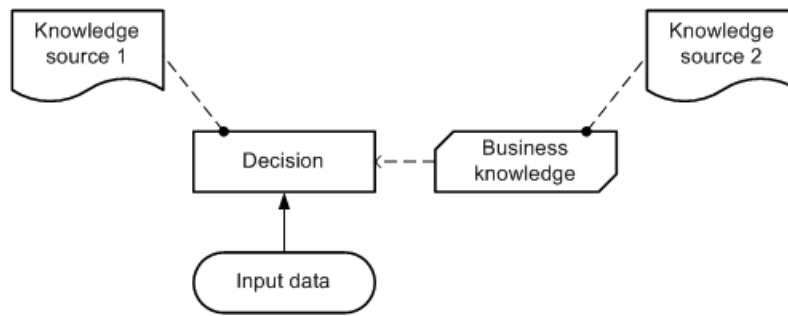 Knowledge
source 1
Knowledge
source 2
Decision
Business
knowledge
Input data